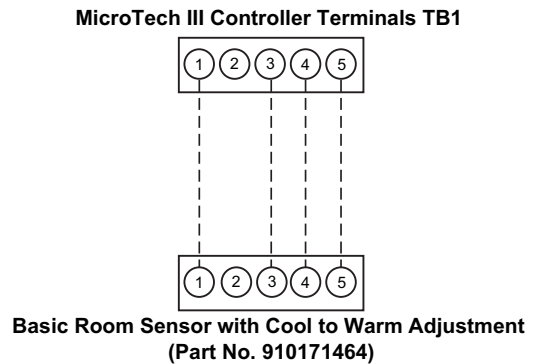 MicroTech III Controller Terminals TB1
1 2 3 4 5
1 2 3 4 5
Basic Room Sensor with Cool to Warm Adjustment
(Part No. 910171464)